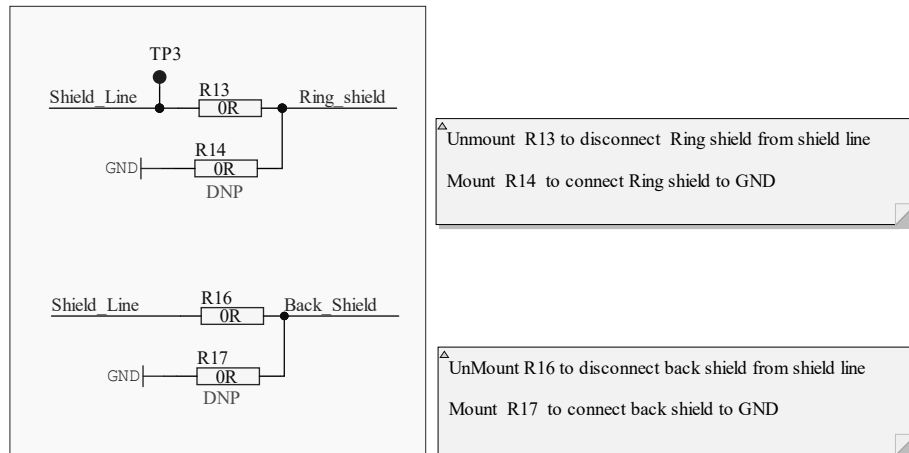 TP3
R13
Shield_Line
0R
Ring_shield
R14
GND
0R
DNP
Unmount R13 to disconnect Ring shield from shield line
Mount R14 to connect Ring shield to GND
R16
Shield_Line
0R
Back_Shield
R17
GND
0R
DNP
UnMount R16 to disconnect back shield from shield line
Mount R17 to connect back shield to GND